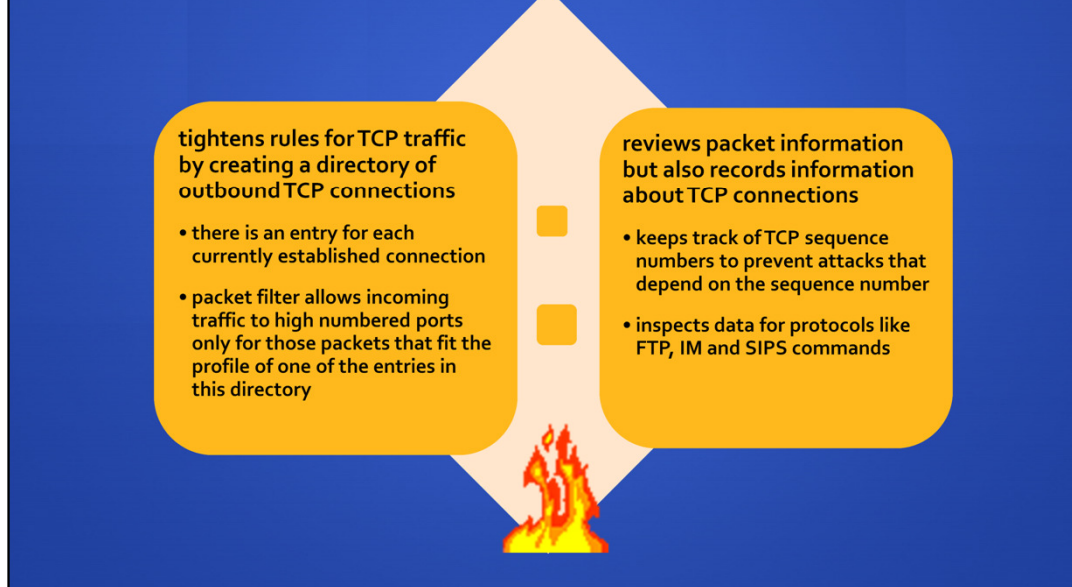 tightens rules for TCP traffic
by creating a directory of
outbound TCP connections
• there is an entry for each
currently established connection
• packet filter allows incoming
traffic to high numbered ports
only for those packets that fit the
profile of one of the entries in
this directory
reviews packet information
but also records information
about TCP connections
• keeps track of TCP sequence
numbers to prevent attacks that
depend on the sequence number
• inspects data for protocols like
FTP, IM and SIPS commands